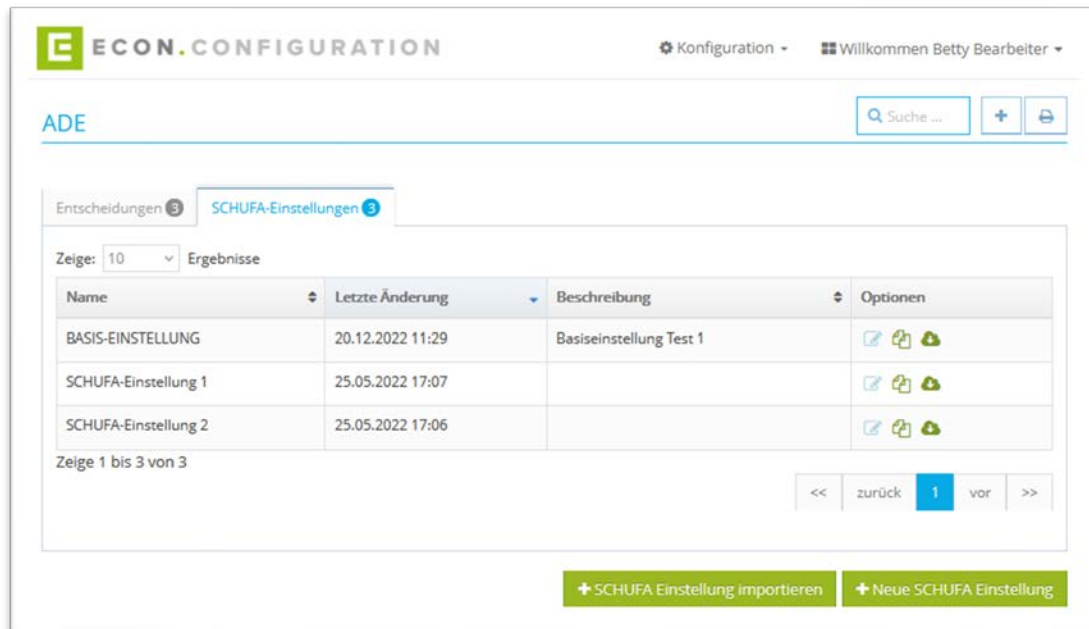 E ECON.CONFIGURATION Konfiguration Willkommen Betty Bearbeiter
ADE Suche ...
Entscheidungen 3 SCHUFA-Einstellungen 3
Zeige: 10 Ergebnisse
Name Letzte Änderung Beschreibung Optionen
BASIS-EINSTELLUNG 20.12.2022 11:29 Basiseinstellung Test 1
SCHUFA-Einstellung 1 25.05.2022 17:07
SCHUFA-Einstellung 2 25.05.2022 17:06
Zeige 1 bis 3 von 3
<< zurück 1 vor >>
+ SCHUFA Einstellung importieren + Neue SCHUFA Einstellung